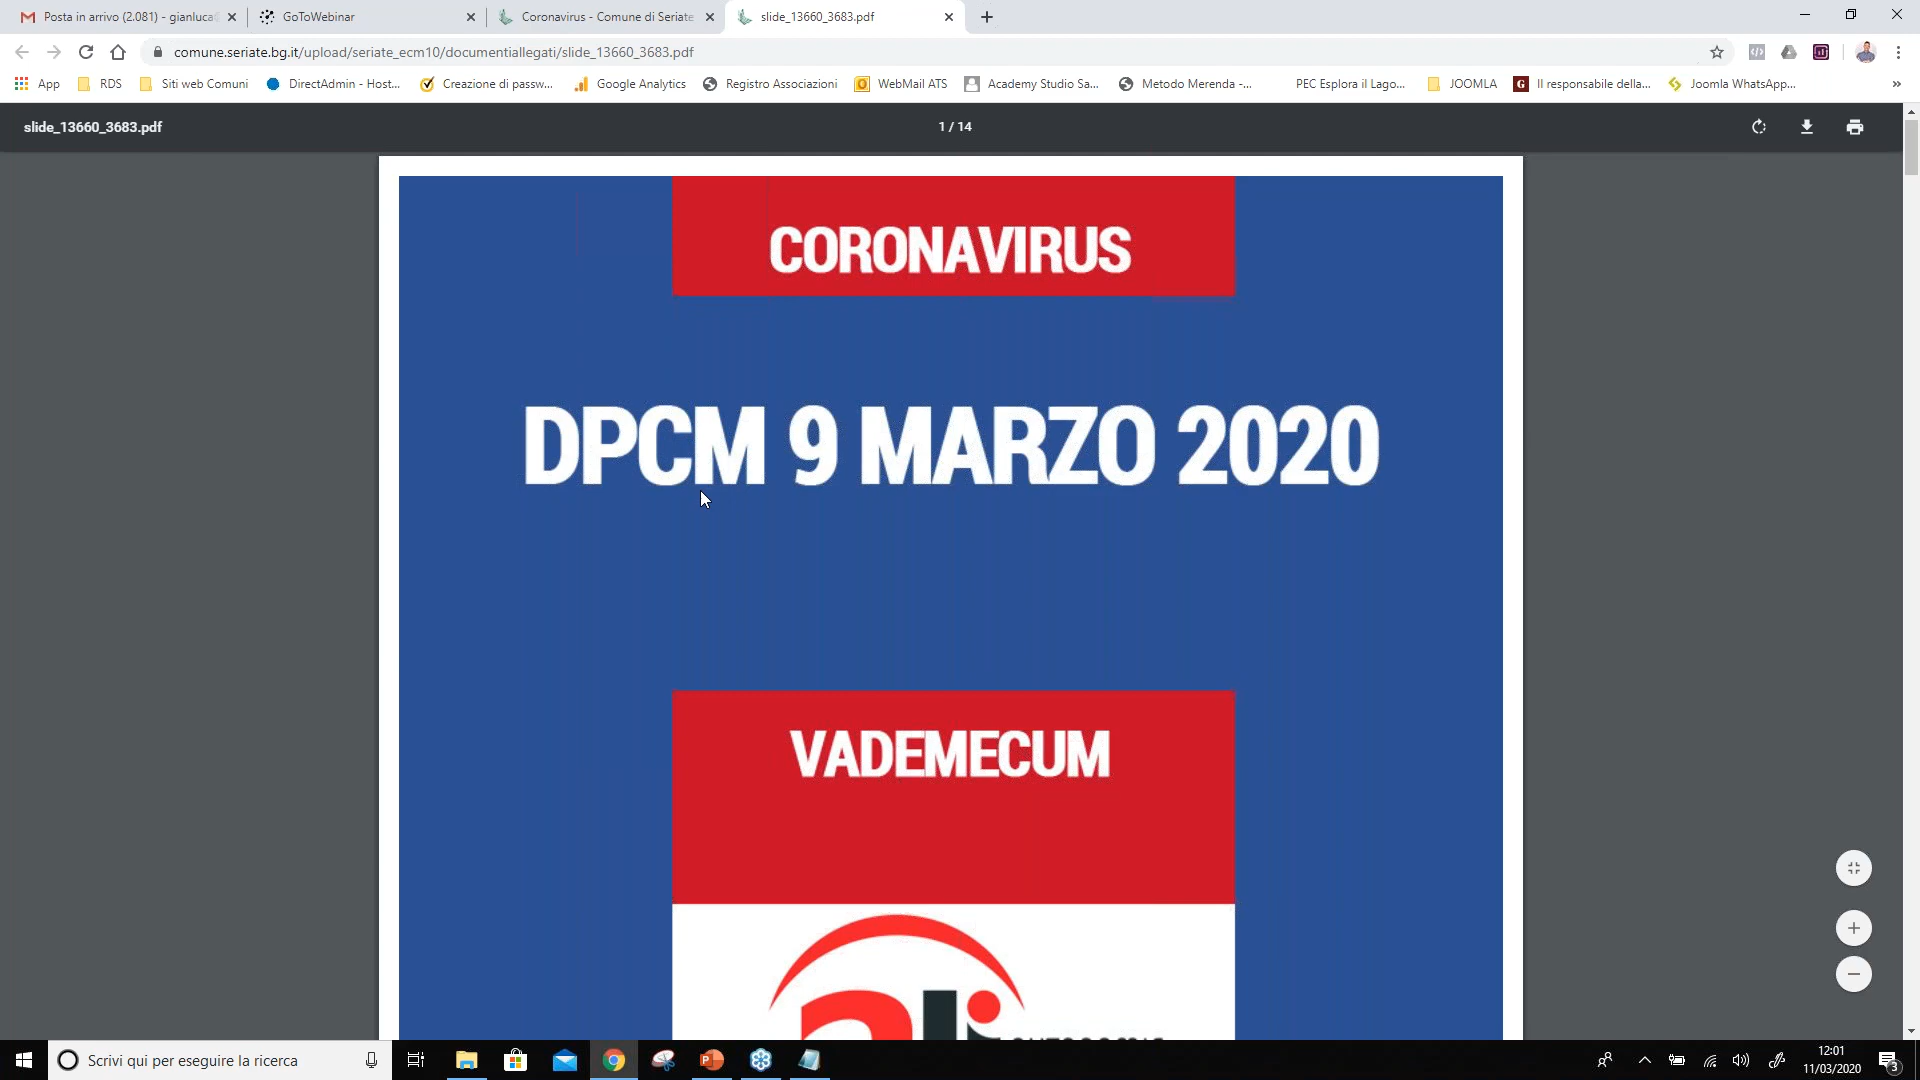 Posta in arrivo (2.081) - gianluca
GoToWebinar
Coronavirus - Comune di Seriate
slide_13660_3683.pdf
comune.seriate.bg.it/upload/seriate_ecm10/documentiallegati/slide_13660_3683.pdf
App
RDS
Siti web Comuni
DirectAdmin - Host...
Creazione di passw...
Google Analytics
Registro Associazioni
WebMail ATS
Academy Studio Sa...
Metodo Merenda -...
PEC Esplora il Lago...
JOOMLA
Il responsabile della...
Joomla WhatsApp...
slide_13660_3683.pdf
1 / 14
CORONAVIRUS
DPCM 9 MARZO 2020
VADEMECUM
Scrivi qui per eseguire la ricerca
12:01
11/03/2020
3